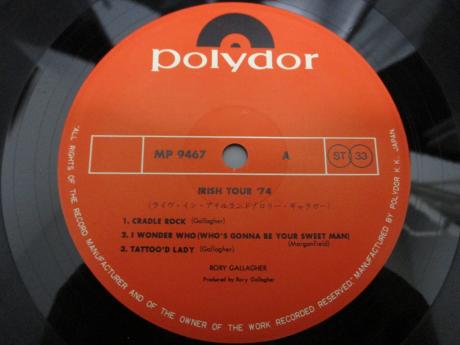 polydor
MP 9467 A ST 33
IRISH TOUR '74
(ライヴ・イン・アイルランド/ロリー・ギャラガー)
1. CRADLE ROCK (Gallagher)
2. I WONDER WHO (WHO'S GONNA BE YOUR SWEET MAN)
(Morganfield)
3. TATTOO'D LADY (Gallagher)
RORY GALLAGHER
Produced by Rory Gallagher
"ALL RIGHTS OF THE RECORD MANUFACTURER AND OF THE OWNER OF THE WORK RECORDED RESERVED." MANUFACTURED BY POLYDOR K.K., JAPAN